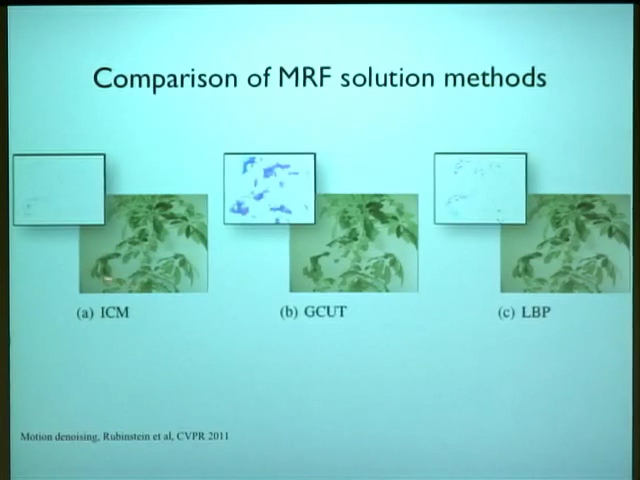 Comparison of MRF solution methods
(a) ICM
(b) GCUT
(c) LBP
Motion denoising, Rubinstein et al, CVPR 2011